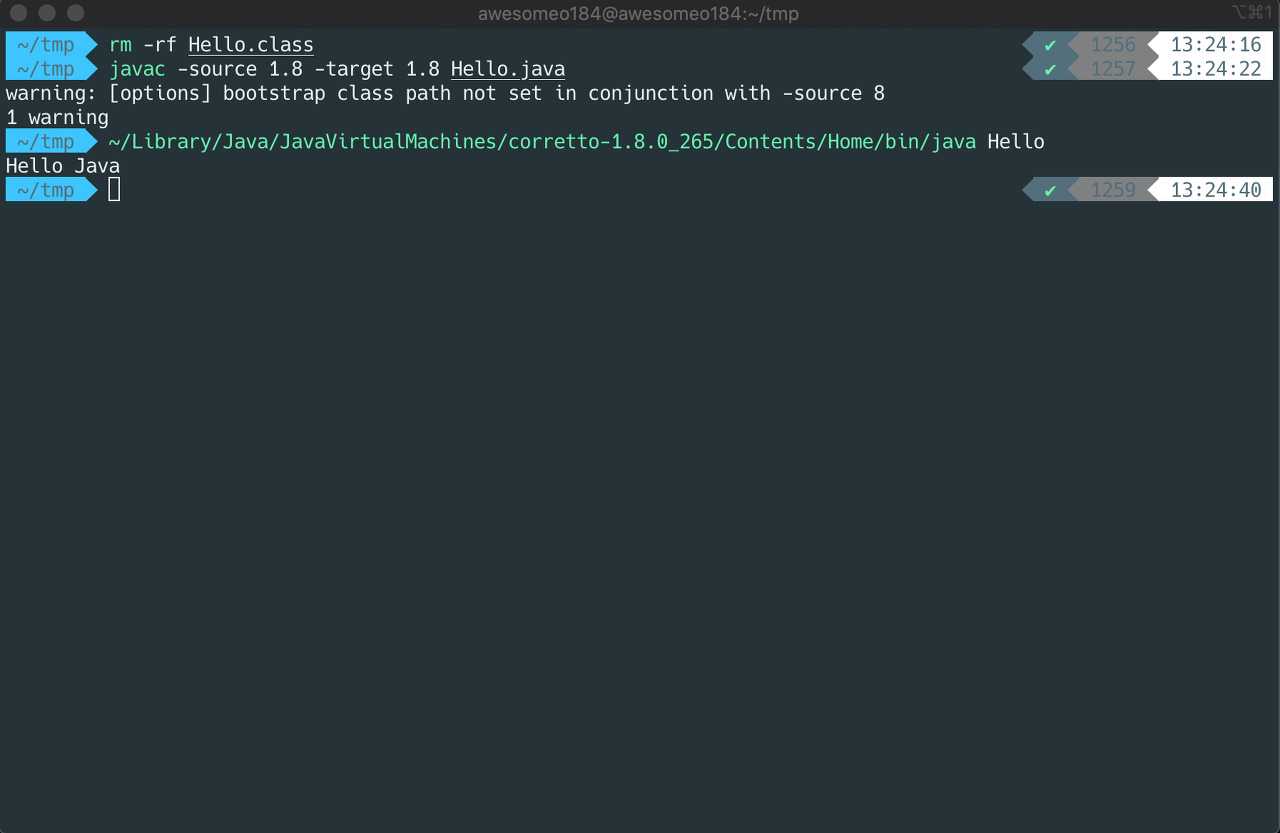 awesomeo184@awesomeo184:~/tmp ⌥⌘1
~/tmp rm -rf Hello.class ✔ 1256 13:24:16
~/tmp javac -source 1.8 -target 1.8 Hello.java ✔ 1257 13:24:22
warning: [options] bootstrap class path not set in conjunction with -source 8
1 warning
~/tmp ~/Library/Java/JavaVirtualMachines/corretto-1.8.0_265/Contents/Home/bin/java Hello
Hello Java
~/tmp ✔ 1259 13:24:40